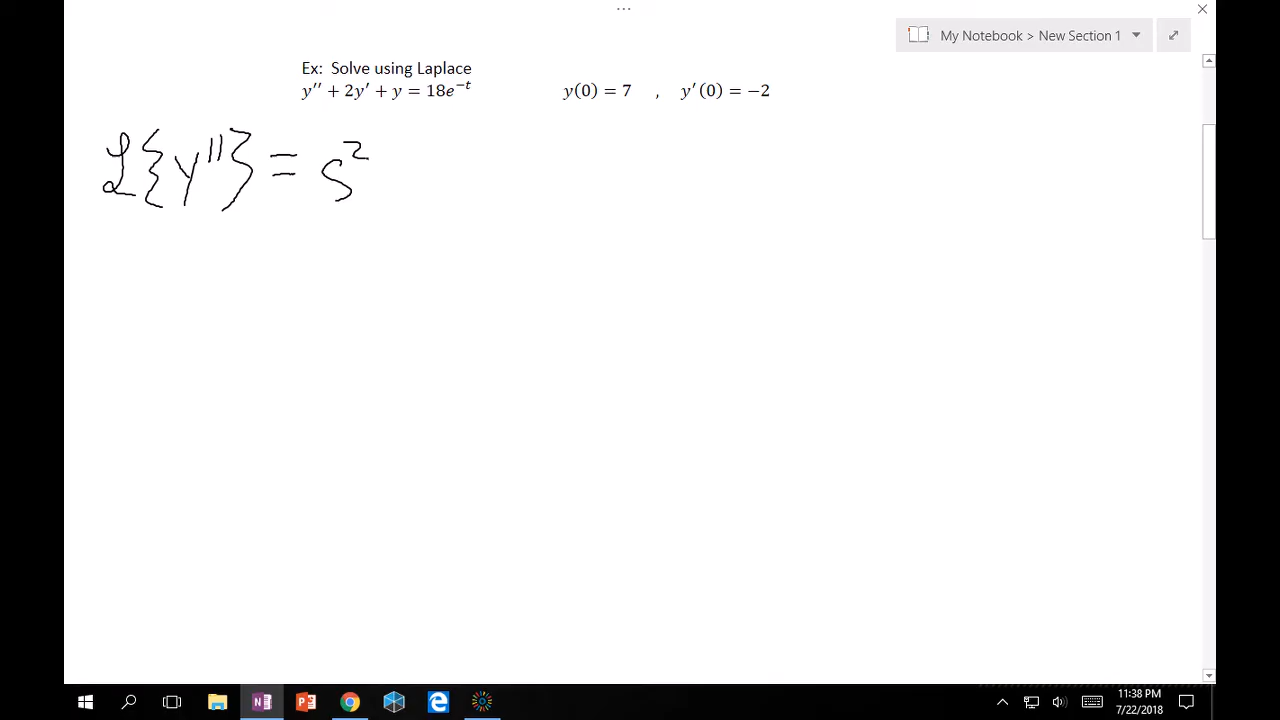 ...
My Notebook > New Section 1
Ex: Solve using Laplace
y′′ + 2y′ + y = 18e⁻ᵗ y(0) = 7 , y′(0) = −2
ℒ{y''} = s²
11:38 PM
7/22/2018